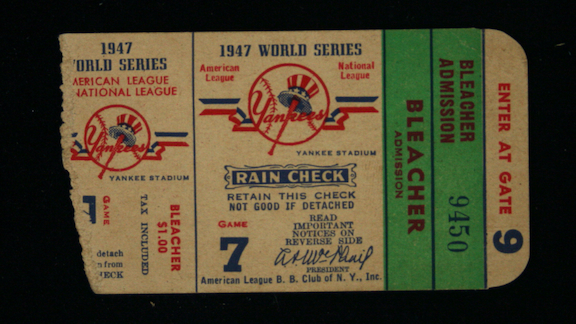 1947
WORLD SERIES
AMERICAN LEAGUE
NATIONAL LEAGUE
Yankees
YANKEE STADIUM
GAME
7
BLEACHER
$1.00
TAX INCLUDED
detach
from
CHECK
1947 WORLD SERIES
American
League
National
League
Yankees
YANKEE STADIUM
RAIN CHECK
RETAIN THIS CHECK
NOT GOOD IF DETACHED
GAME
7
READ
IMPORTANT
NOTICES ON
REVERSE SIDE
PRESIDENT
American League B. B. Club of N. Y., Inc.
BLEACHER
ADMISSION
BLEACHER
ADMISSION
9450
ENTER AT GATE 9